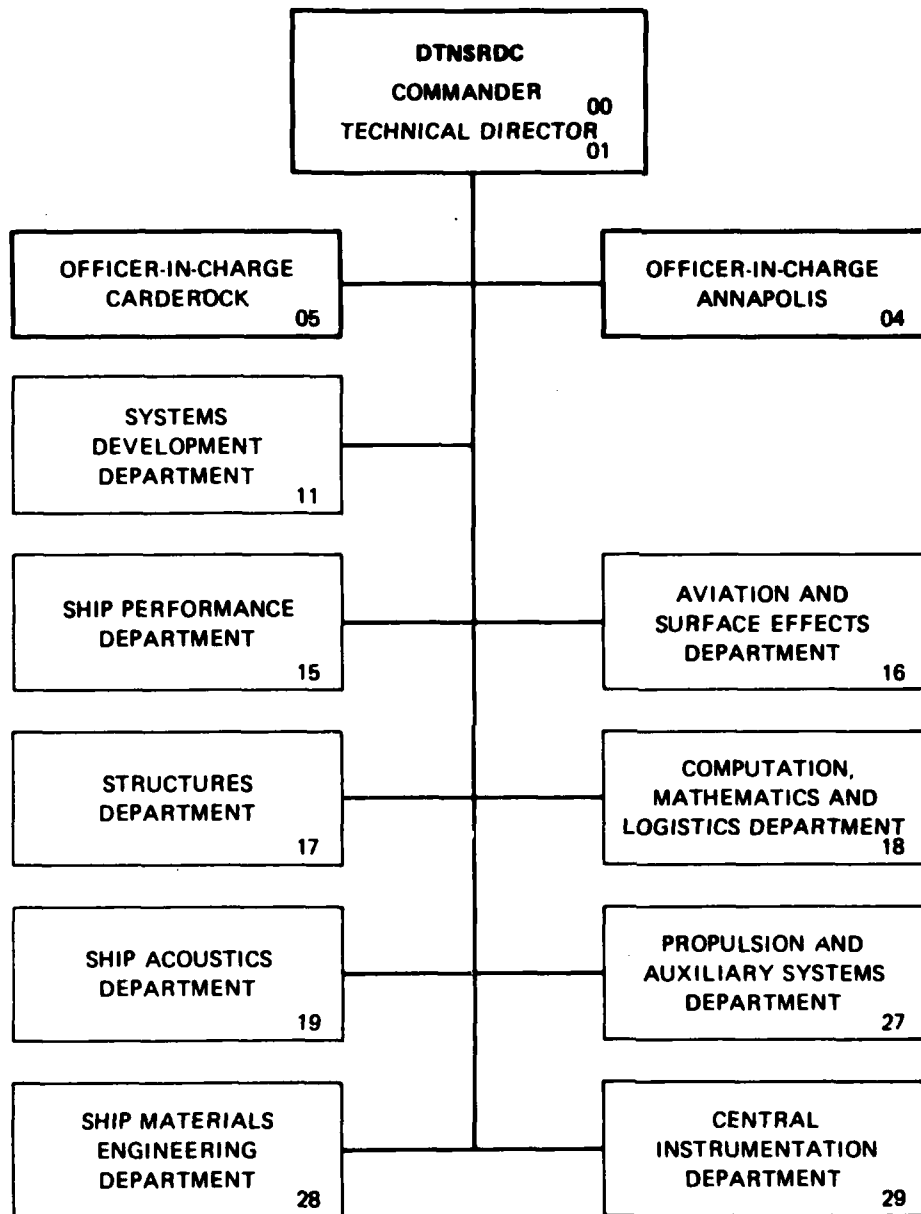 DTNSRDC
COMMANDER
00
TECHNICAL DIRECTOR
01
OFFICER-IN-CHARGE
CARDEROCK
05
OFFICER-IN-CHARGE
ANNAPOLIS
04
SYSTEMS
DEVELOPMENT
DEPARTMENT
11
SHIP PERFORMANCE
DEPARTMENT
15
AVIATION AND
SURFACE EFFECTS
DEPARTMENT
16
STRUCTURES
DEPARTMENT
17
COMPUTATION,
MATHEMATICS AND
LOGISTICS DEPARTMENT
18
SHIP ACOUSTICS
DEPARTMENT
19
PROPULSION AND
AUXILIARY SYSTEMS
DEPARTMENT
27
SHIP MATERIALS
ENGINEERING
DEPARTMENT
28
CENTRAL
INSTRUMENTATION
DEPARTMENT
29